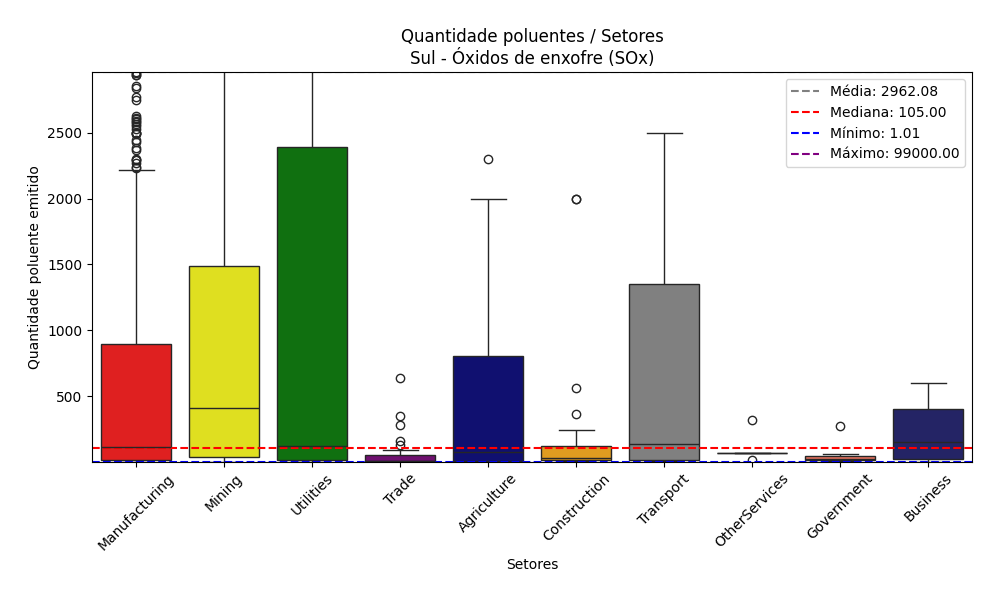 Quantidade poluentes / Setores
Sul - Óxidos de enxofre (SOx)
Média: 2962.08
Mediana: 105.00
Mínimo: 1.01
Máximo: 99000.00
Quantidade poluente emitido
2500
2000
1500
1000
500
Manufacturing
Mining
Utilities
Trade
Agriculture
Construction
Transport
OtherServices
Government
Business
Setores